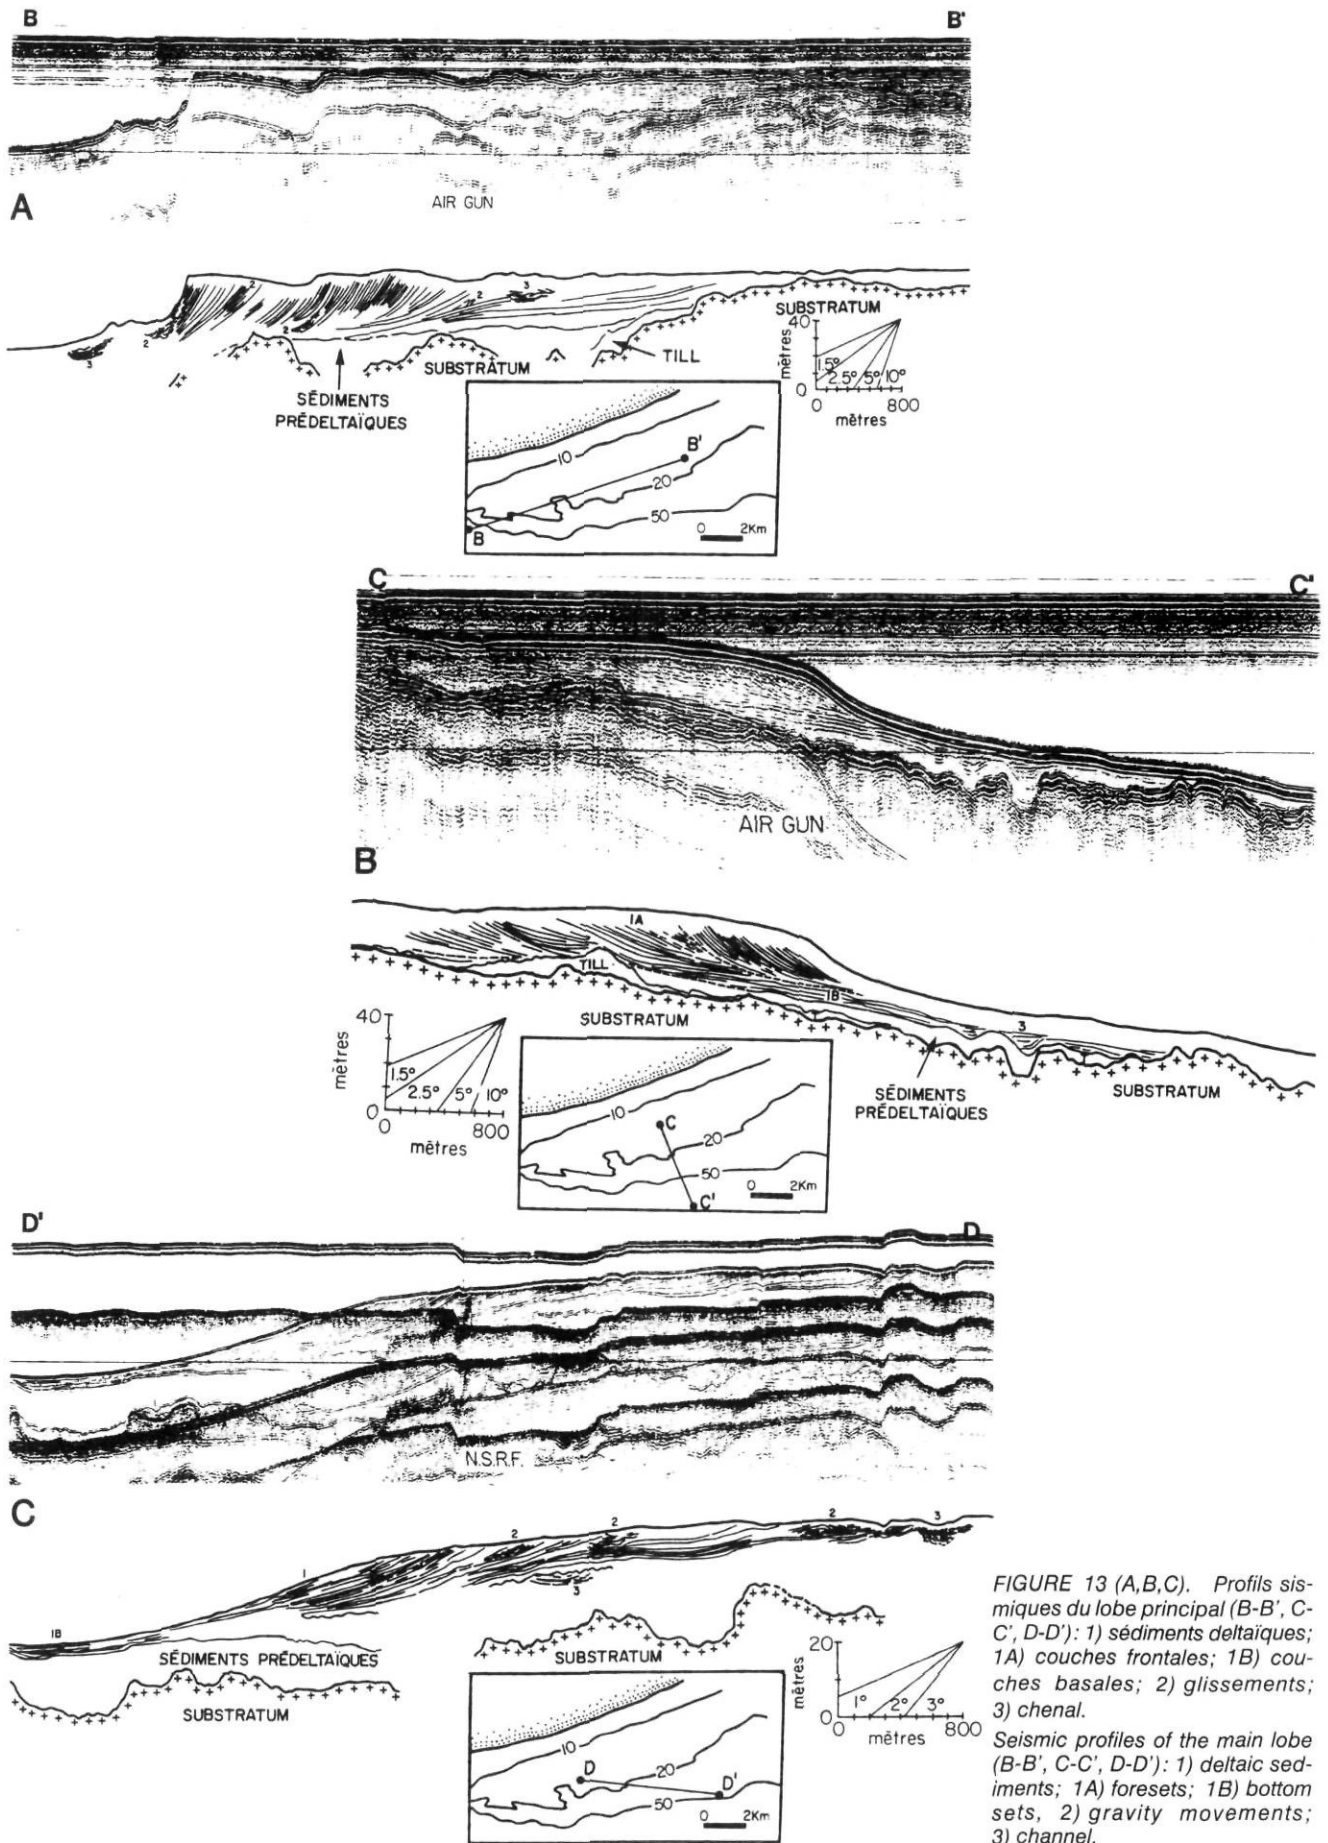 B B'
AIR GUN
A
2
3
2
2
2
3
SUBSTRATUM
TILL
SUBSTRATUM
SÉDIMENTS
PRÉDELTAÏQUES
40
mètres
0
1.5°
2.5° 5° 10°
0 800
mètres
10
B'
20
50
B
0 2Km
C C'
AIR GUN
B
1A
TILL
1B
3
SUBSTRATUM
SÉDIMENTS
PRÉDELTAÏQUES
SUBSTRATUM
40
mètres
0
1.5°
2.5° 5° 10°
0 800
mètres
10
C
20
50
0 2Km
C'
D' D
N.S.R.F.
C
1B
1
2
2
3
2
3
SÉDIMENTS PRÉDELTAÏQUES
SUBSTRATUM
SUBSTRATUM
20
mètres
0
1° 2° 3°
0 mètres 800
10
D
20
D'
50
0 2Km
FIGURE 13 (A,B,C). Profils sis-
miques du lobe principal (B-B', C-
C', D-D'): 1) sédiments deltaïques;
1A) couches frontales; 1B) cou-
ches basales; 2) glissements;
3) chenal.
Seismic profiles of the main lobe
(B-B', C-C', D-D'): 1) deltaic sed-
iments; 1A) foresets; 1B) bottom
sets, 2) gravity movements;
3) channel.